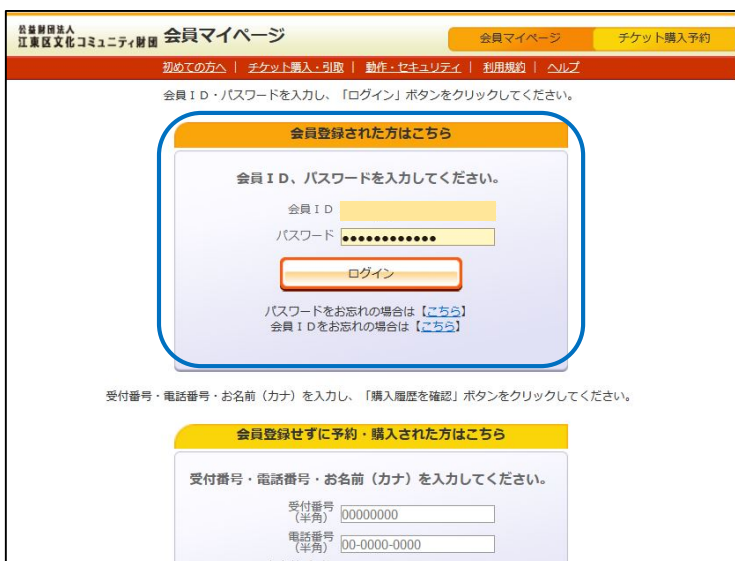 公益財団法人
江東区文化コミュニティ財団 会員マイページ
会員マイページ チケット購入予約
初めての方へ | チケット購入・引取 | 動作・セキュリティ | 利用規約 | ヘルプ
会員ＩＤ・パスワードを入力し、「ログイン」ボタンをクリックしてください。
会員登録された方はこちら
会員ＩＤ、パスワードを入力してください。
会員ＩＤ
パスワード ●●●●●●●●●●●●
ログイン
パスワードをお忘れの場合は【こちら】
会員ＩＤをお忘れの場合は【こちら】
受付番号・電話番号・お名前（カナ）を入力し、「購入履歴を確認」ボタンをクリックしてください。
会員登録せずに予約・購入された方はこちら
受付番号・電話番号・お名前（カナ）を入力してください。
受付番号
（半角） 00000000
電話番号
（半角） 00-0000-0000